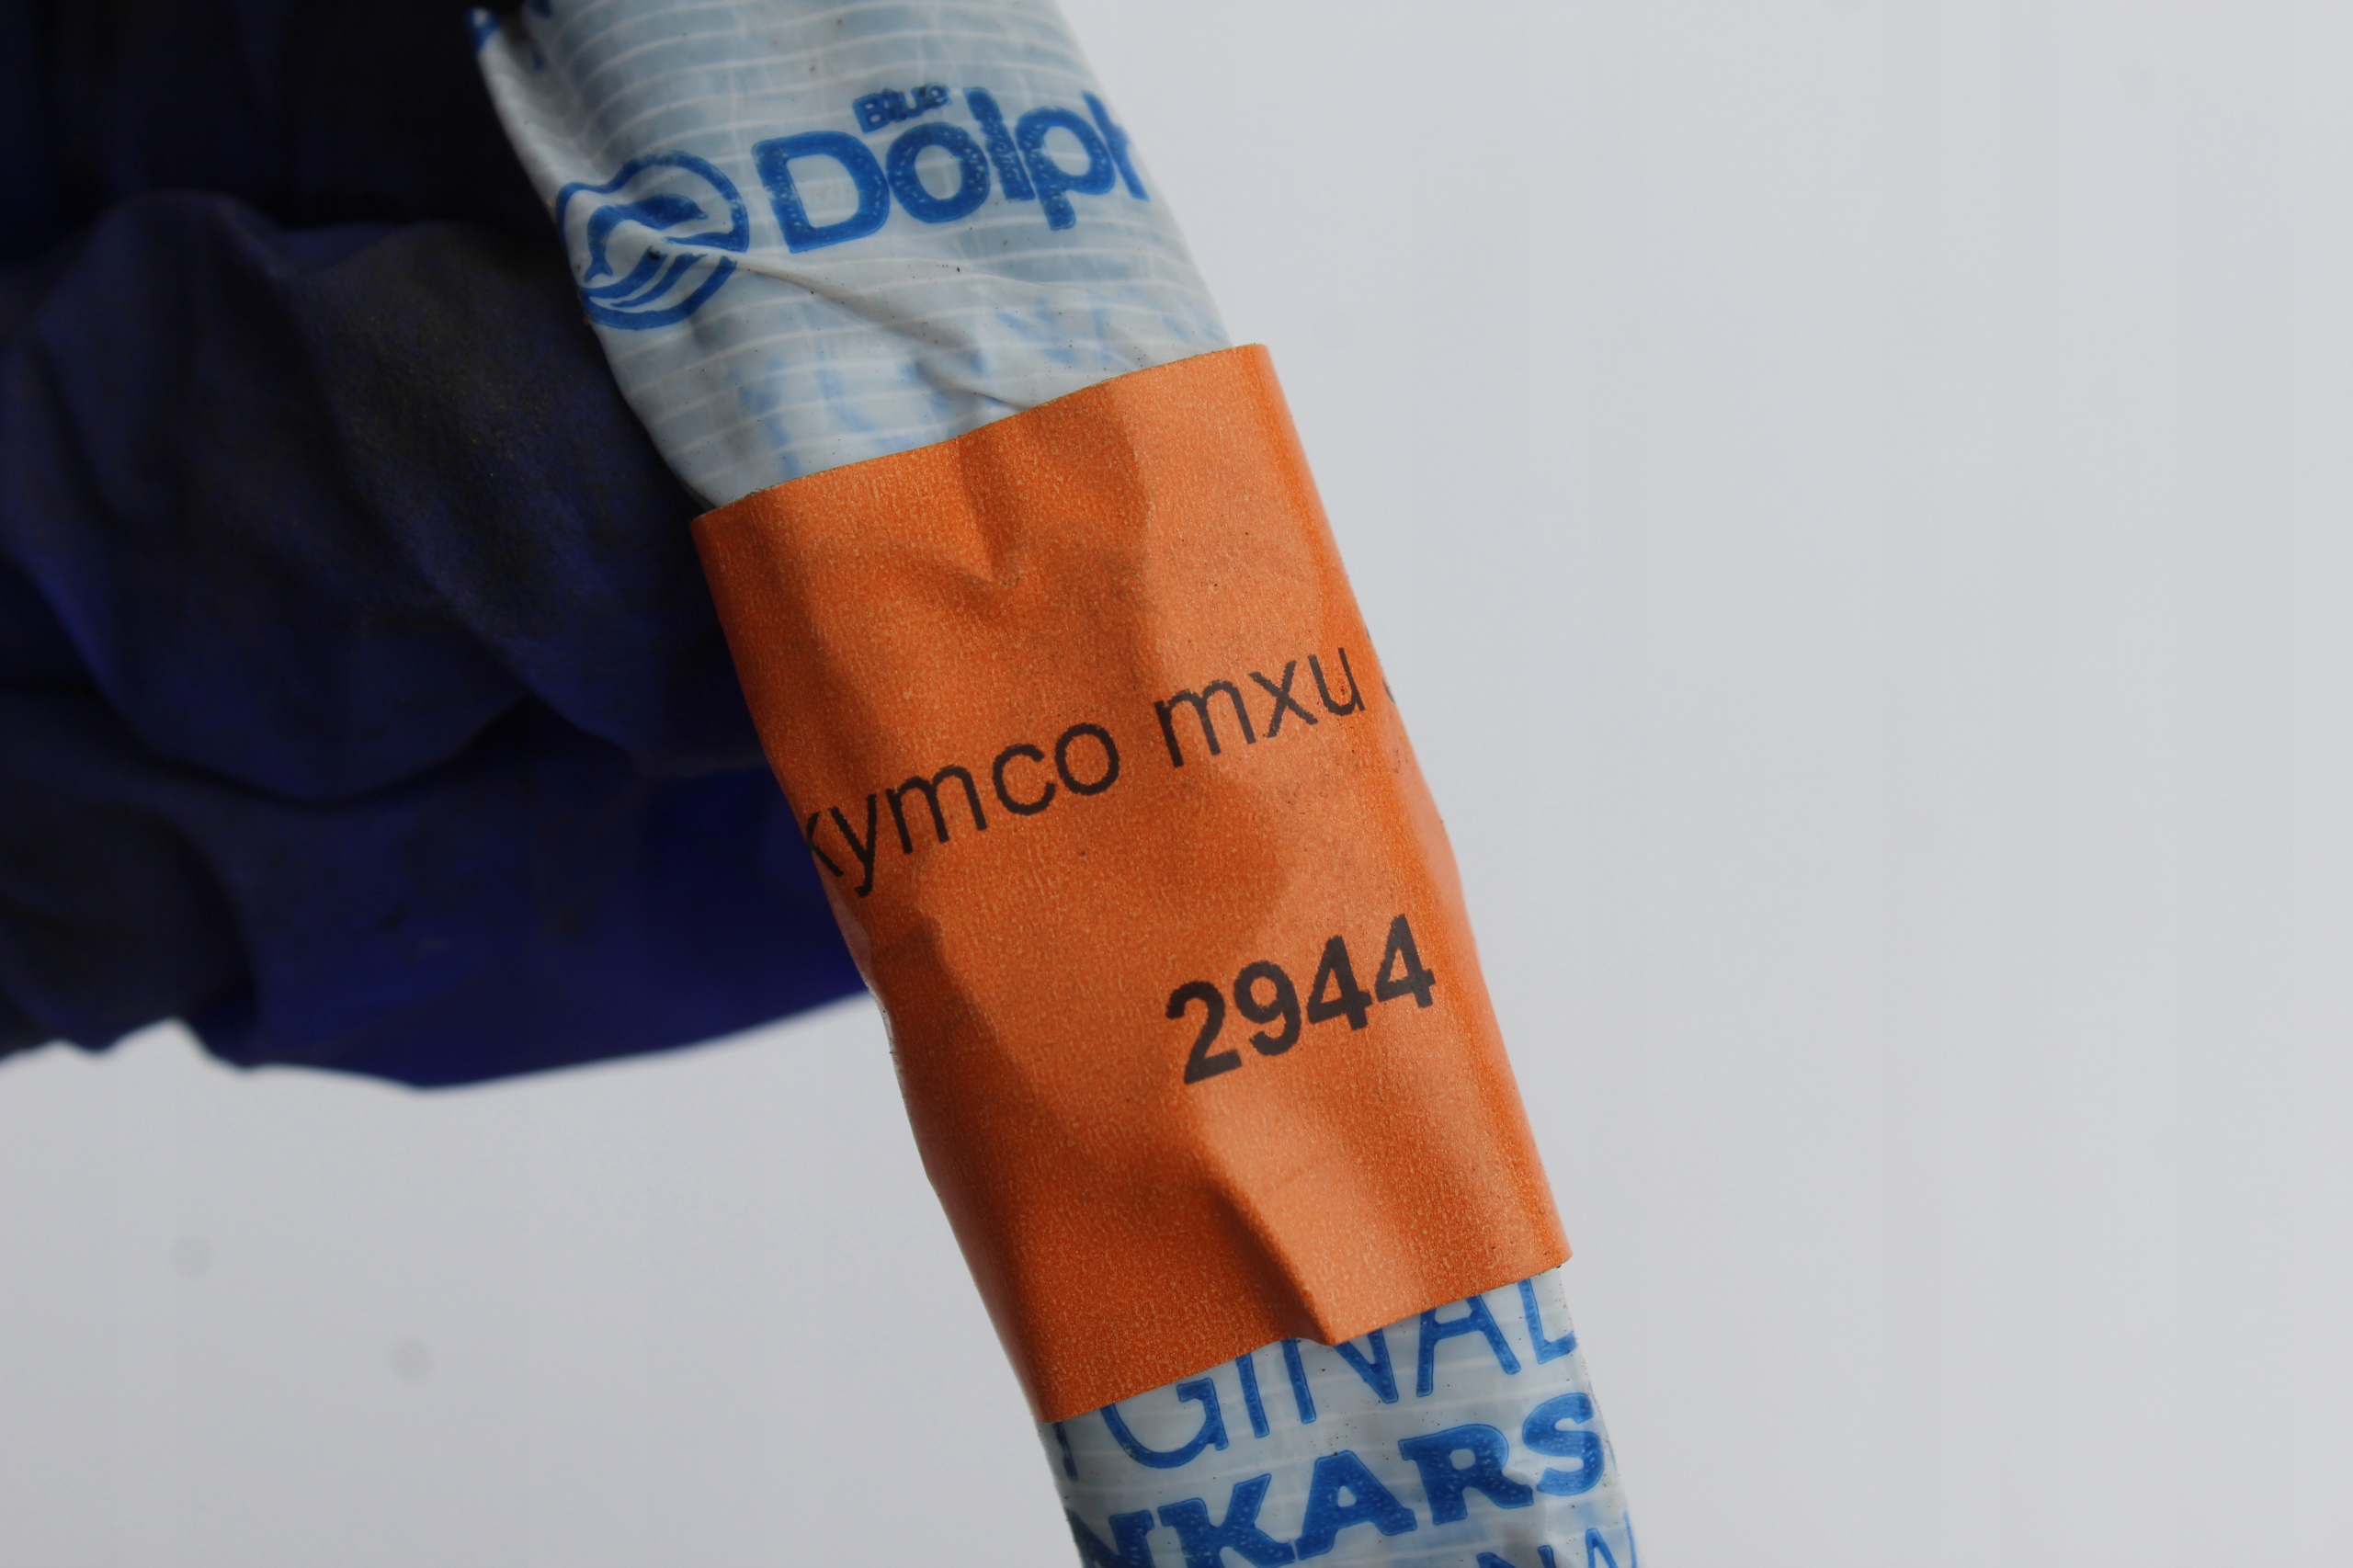 Blue
Dolph
kymco mxu
2944
GINAL
NKARS